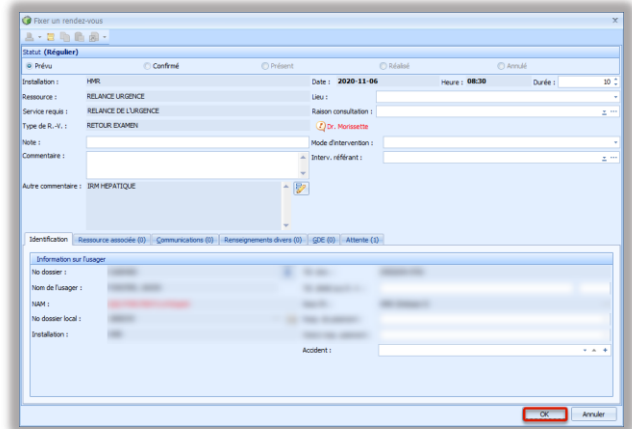 Fixer un rendez-vous
Statut (Régulier)
Prévu Confirmé Présent Réalisé Annulé
Installation : HMR Date : 2020-11-06 Heure : 08:30 Durée : 10
Ressource : RELANCE URGENCE Lieu :
Service requis : RELANCE DE L'URGENCE Raison consultation :
Type de R.-V. : RETOUR EXAMEN Dr. Morissette
Note : Mode d'intervention :
Commentaire : Interv. référant :
Autre commentaire : IRM HEPATIQUE
Identification Ressource associée (0) Communications (0) Renseignements divers (0) GDE (0) Attente (1)
Information sur l'usager
No dossier :
Nom de l'usager :
NAM :
No dossier local :
Installation :
Accident :
OK Annuler